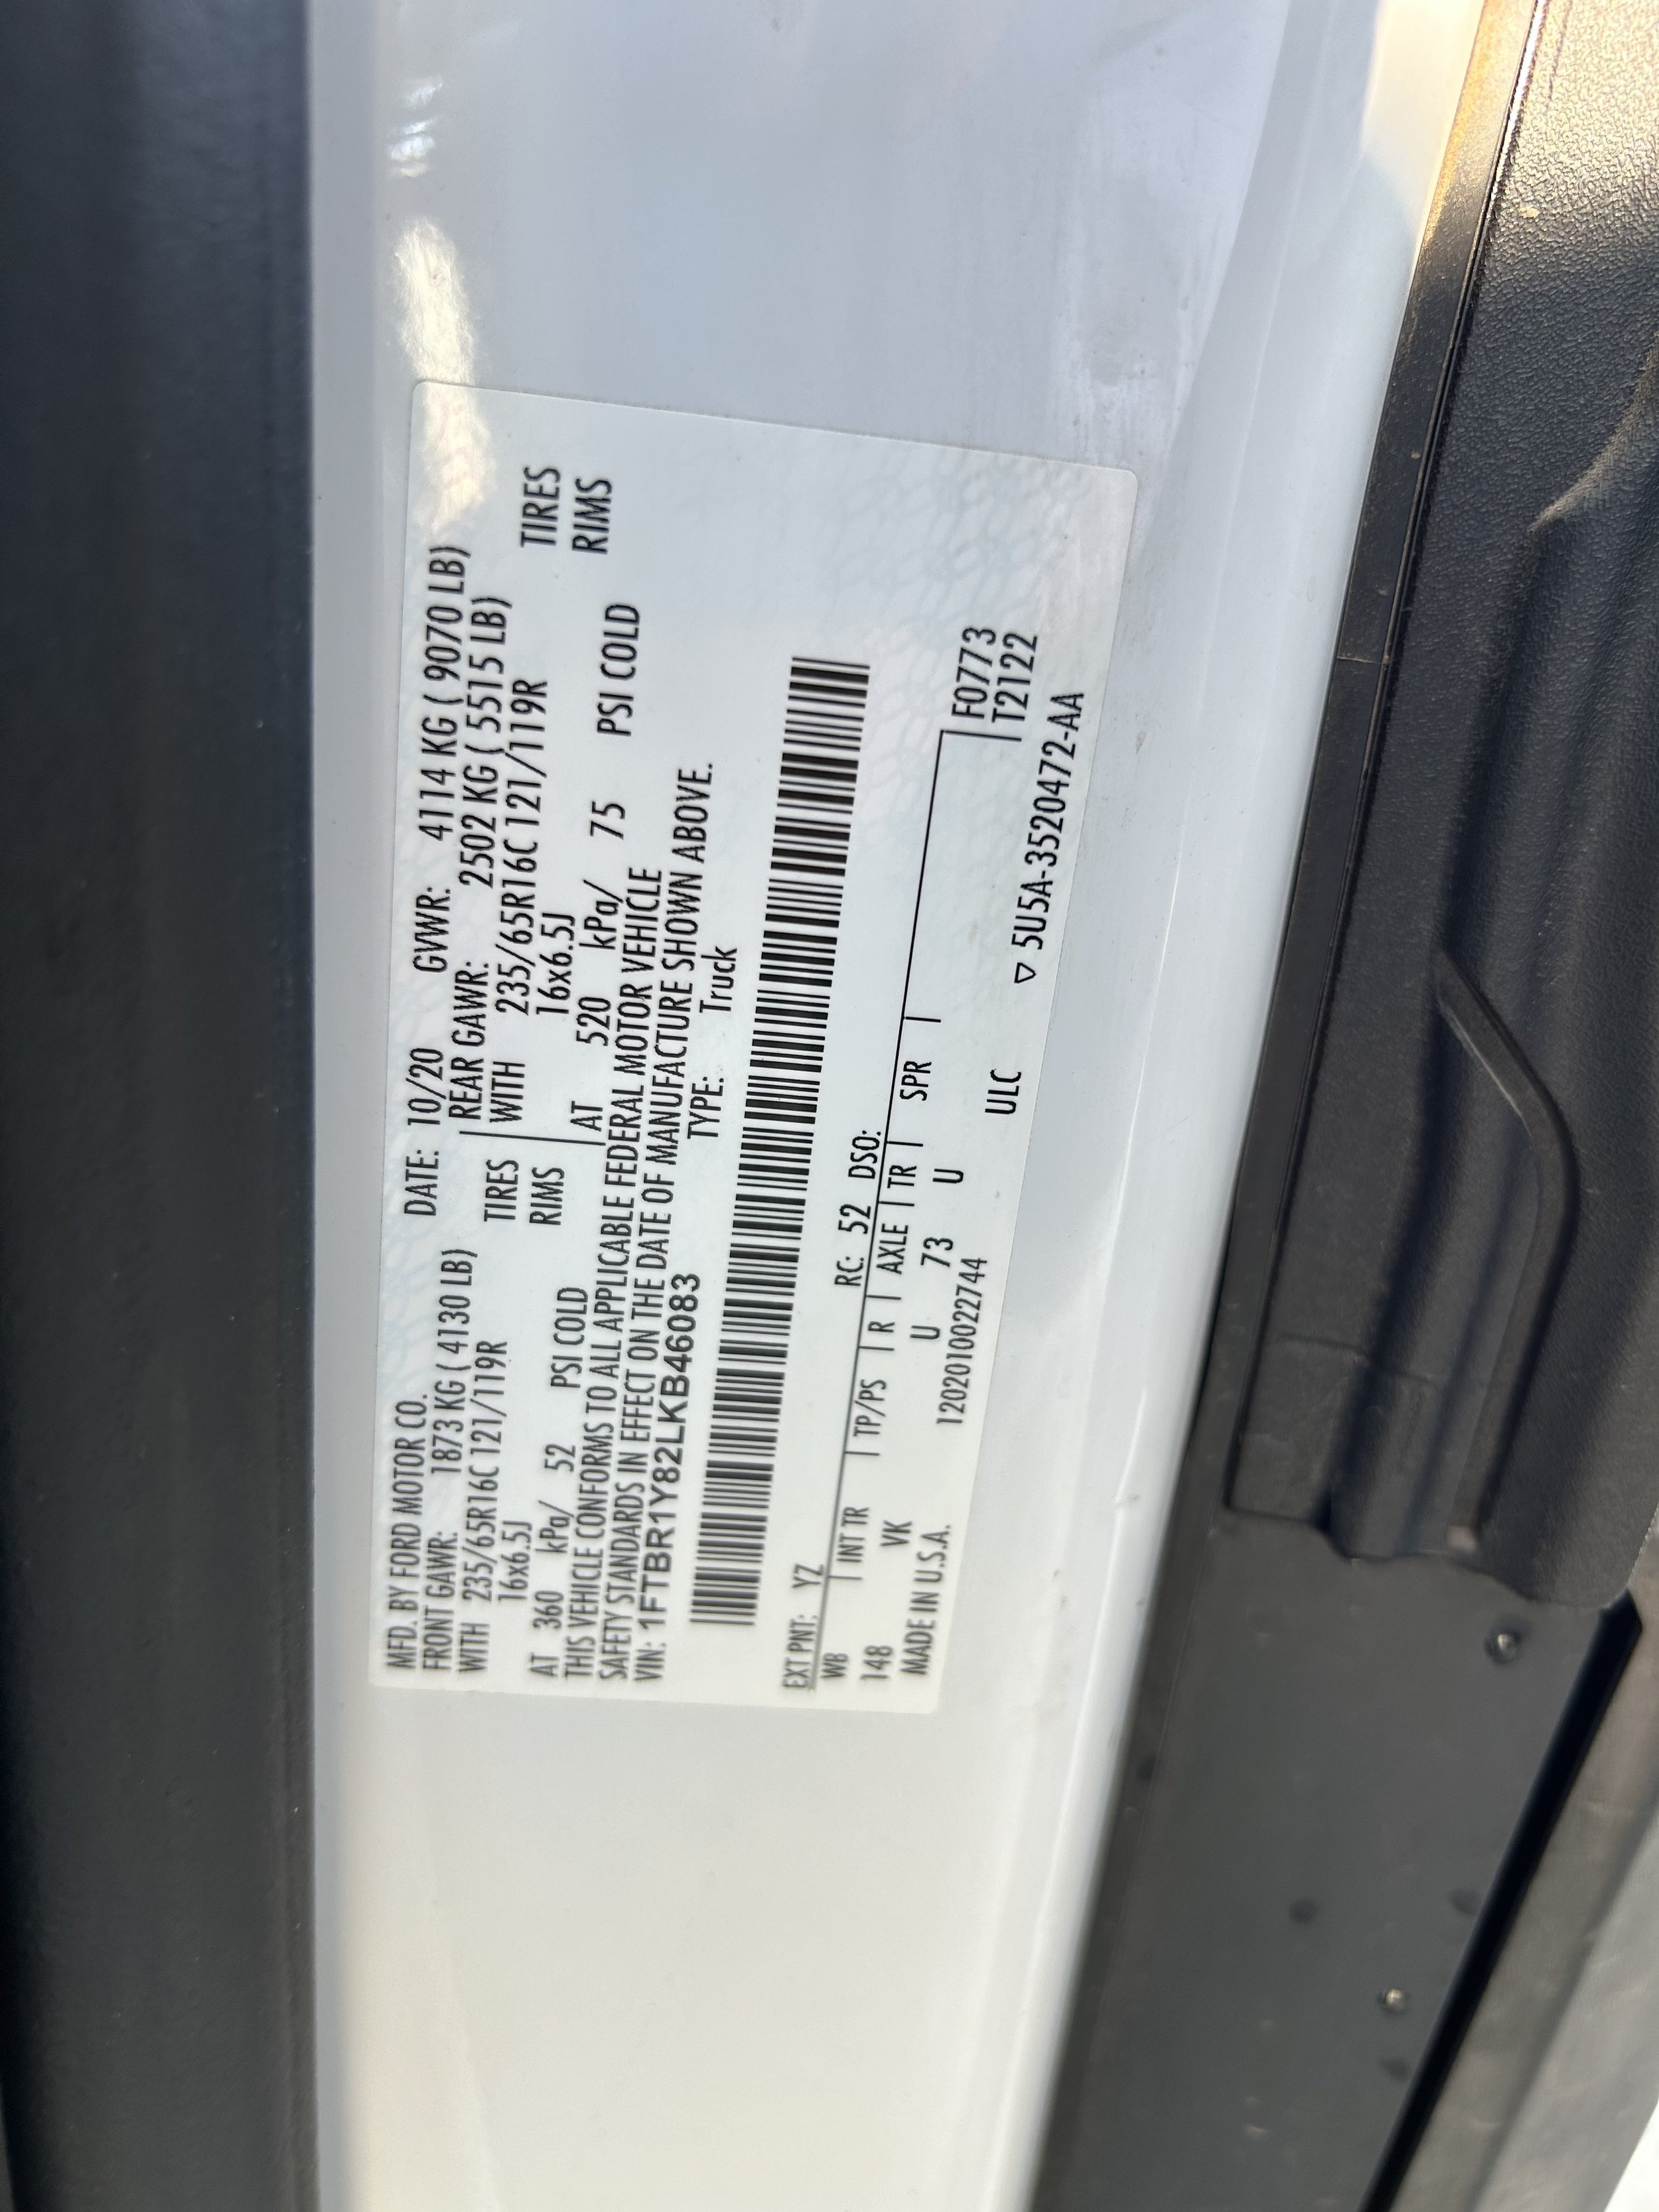 MFD. BY FORD MOTOR CO. DATE: 10/20 GVWR: 4114 KG ( 9070 LB)
FRONT GAWR: 1873 KG ( 4130 LB) REAR GAWR: 2502 KG ( 5515 LB)
WITH 235/65R16C 121/119R TIRES WITH 235/65R16C 121/119R TIRES
16x6.5J RIMS 16x6.5J RIMS
AT 360 kPa/ 52 PSI COLD AT 520 kPa/ 75 PSI COLD
THIS VEHICLE CONFORMS TO ALL APPLICABLE FEDERAL MOTOR VEHICLE
SAFETY STANDARDS IN EFFECT ON THE DATE OF MANUFACTURE SHOWN ABOVE.
VIN: 1FTBR1Y82LKB46083 TYPE: Truck
EXT PNT: YZ RC: 52 DSO:
WB INT TR TP/PS R AXLE TR SPR F0773
148 VK U 73 U T2122
MADE IN U.S.A. 120201002274​4 ULC ▽ 5U5A-3520472-AA